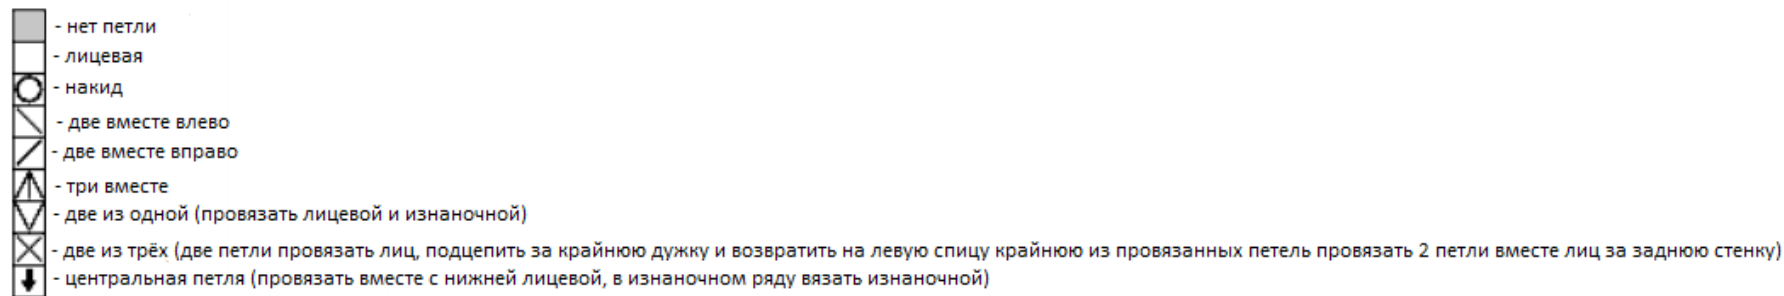 - нет петли
- лицевая
- накид
- две вместе влево
- две вместе вправо
- три вместе
- две из одной (провязать лицевой и изнаночной)
- две из трёх (две петли провязать лиц, подцепить за крайнюю дужку и возвратить на левую спицу крайнюю из провязанных петель провязать 2 петли вместе лиц за заднюю стенку)
- центральная петля (провязать вместе с нижней лицевой, в изнаночном ряду вязать изнаночной)